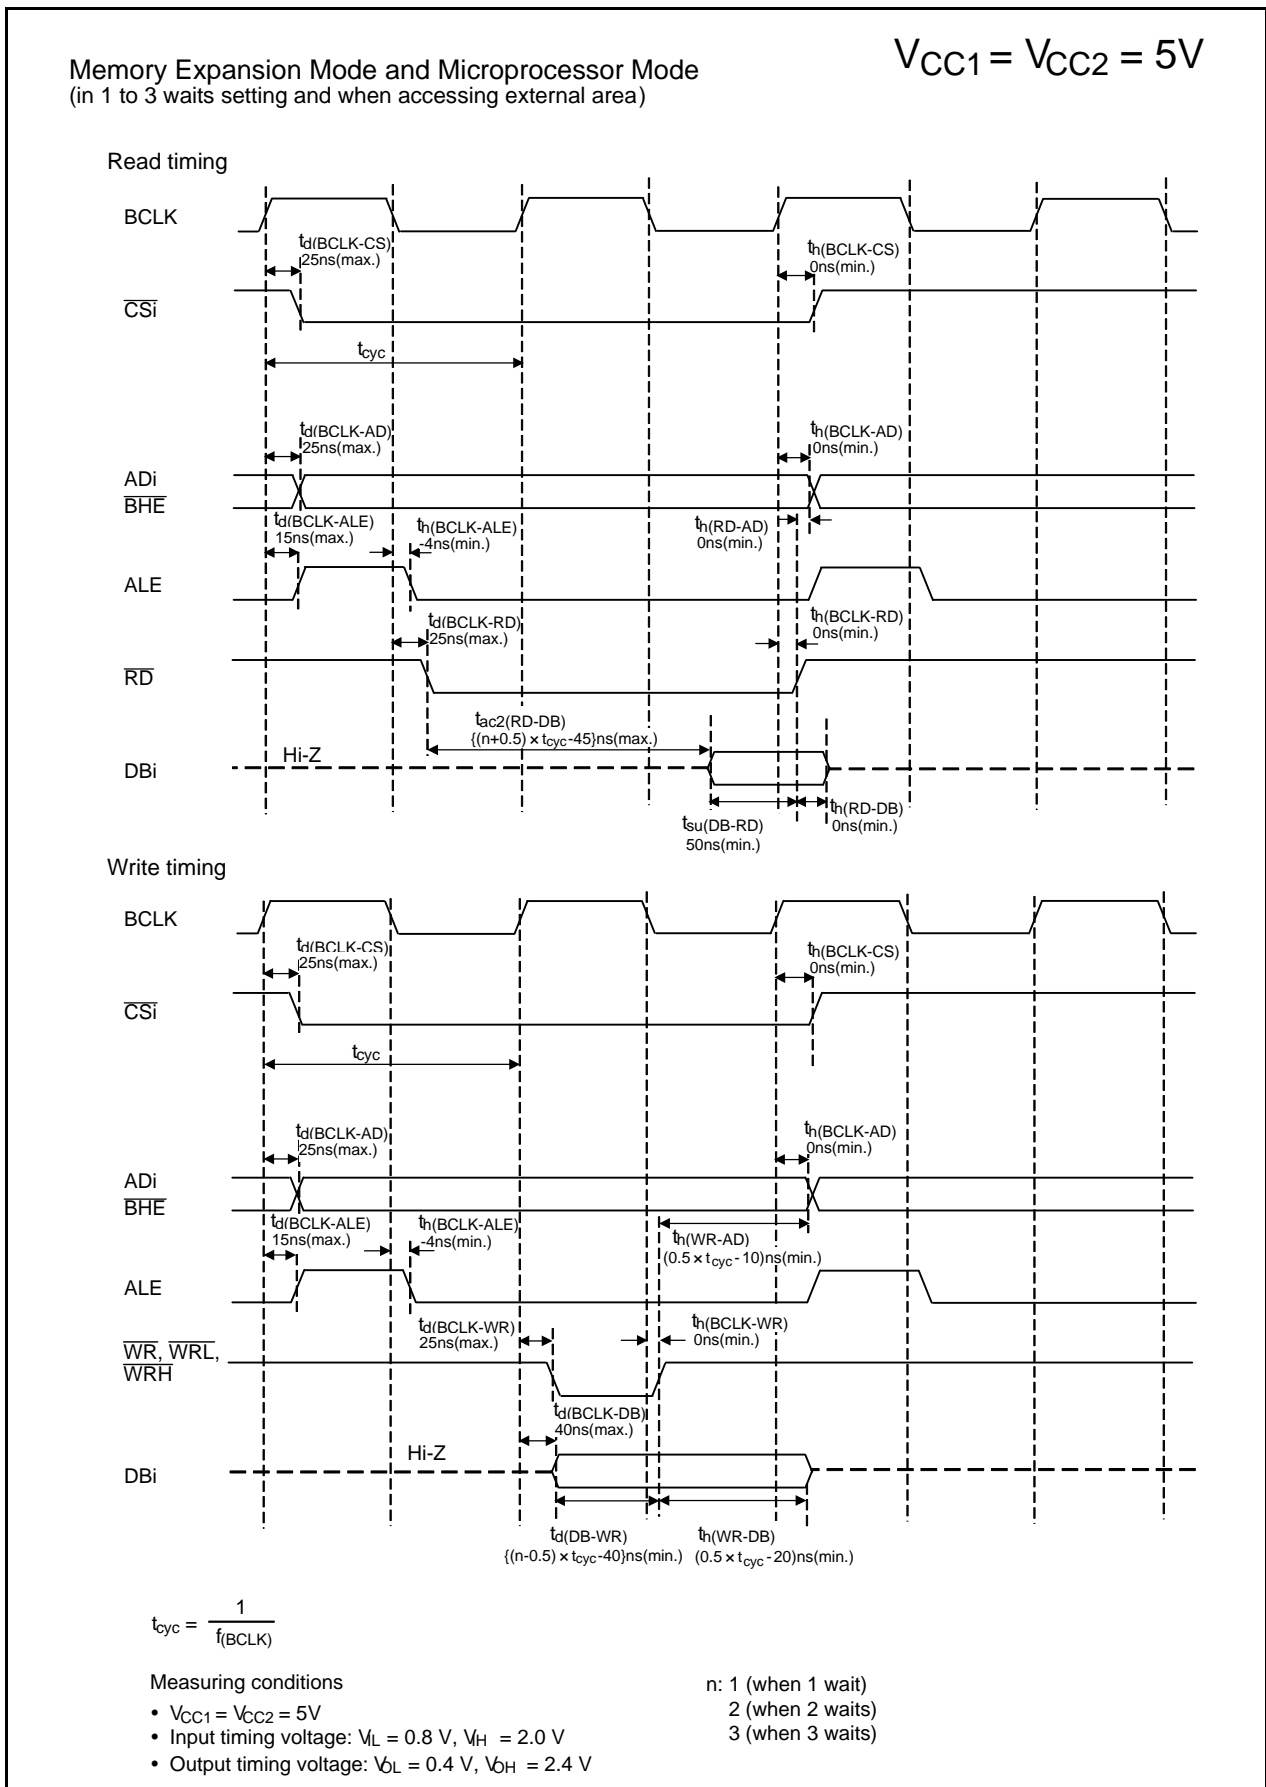 Memory Expansion Mode and Microprocessor Mode
(in 1 to 3 waits setting and when accessing external area)
VCC1 = VCC2 = 5V
Read timing
BCLK
td(BCLK-CS)
25ns(max.)
th(BCLK-CS)
0ns(min.)
CSi
tcyc
td(BCLK-AD)
25ns(max.)
th(BCLK-AD)
0ns(min.)
ADi
BHE
td(BCLK-ALE)
15ns(max.)
th(BCLK-ALE)
-4ns(min.)
th(RD-AD)
0ns(min.)
ALE
td(BCLK-RD)
25ns(max.)
th(BCLK-RD)
0ns(min.)
RD
tac2(RD-DB)
{(n+0.5) × tcyc-45}ns(max.)
Hi-Z
DBi
tsu(DB-RD)
50ns(min.)
th(RD-DB)
0ns(min.)
Write timing
BCLK
td(BCLK-CS)
25ns(max.)
th(BCLK-CS)
0ns(min.)
CSi
tcyc
td(BCLK-AD)
25ns(max.)
th(BCLK-AD)
0ns(min.)
ADi
BHE
td(BCLK-ALE)
15ns(max.)
th(BCLK-ALE)
-4ns(min.)
th(WR-AD)
(0.5 × tcyc-10)ns(min.)
ALE
td(BCLK-WR)
25ns(max.)
th(BCLK-WR)
0ns(min.)
WR, WRL,
WRH
td(BCLK-DB)
40ns(max.)
Hi-Z
DBi
td(DB-WR)
{(n-0.5) × tcyc-40}ns(min.)
th(WR-DB)
(0.5 × tcyc-20)ns(min.)
tcyc = 1
f(BCLK)
Measuring conditions
• VCC1 = VCC2 = 5V
• Input timing voltage: VIL = 0.8 V, VIH = 2.0 V
• Output timing voltage: VOL = 0.4 V, VOH = 2.4 V
n: 1 (when 1 wait)
2 (when 2 waits)
3 (when 3 waits)